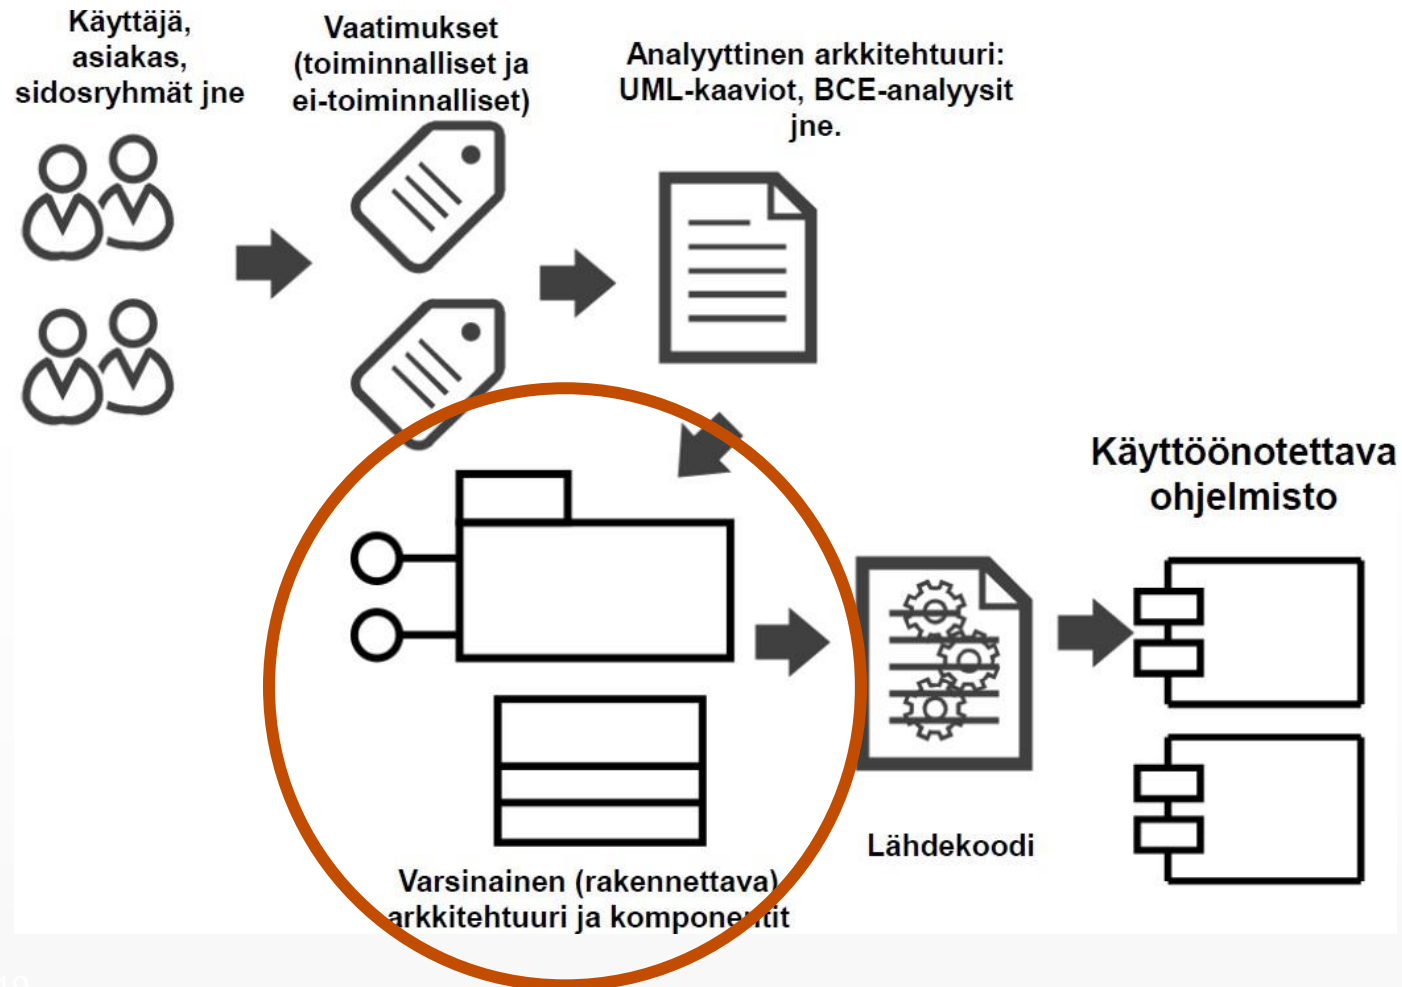 Käyttäjä,
asiakas,
sidosryhmät jne
Vaatimukset
(toiminnalliset ja
ei-toiminnalliset)
Analyyttinen arkkitehtuuri:
UML-kaaviot, BCE-analyysit
jne.
Käyttöönotettava
ohjelmisto
Lähdekoodi
Varsinainen (rakennettava)
arkkitehtuuri ja komponentit